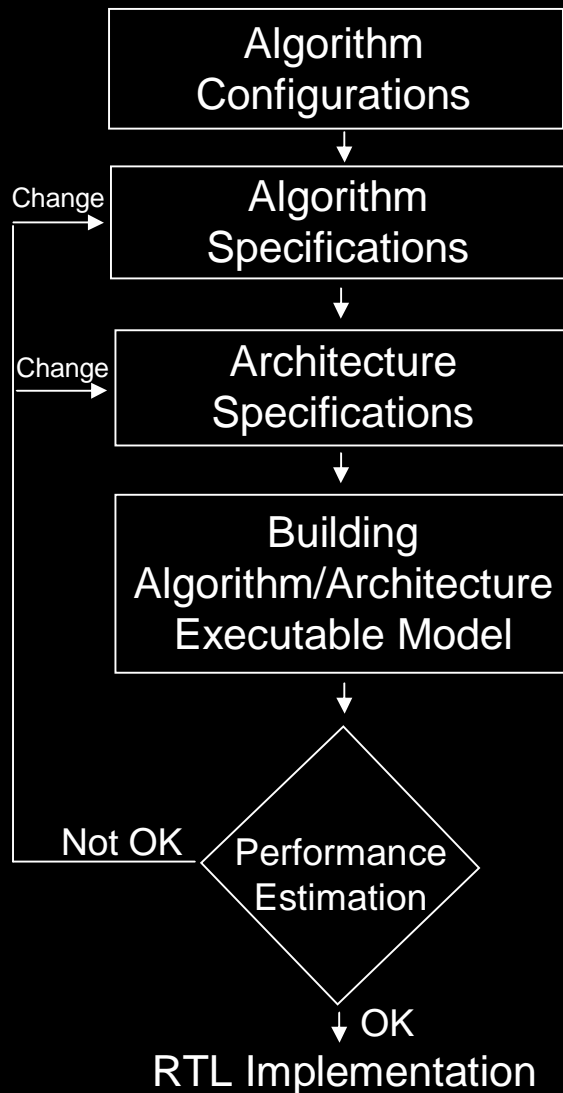 Algorithm
Configurations
Change
Algorithm
Specifications
Change
Architecture
Specifications
Building
Algorithm/Architecture
Executable Model
Not OK
Performance
Estimation
OK
RTL Implementation